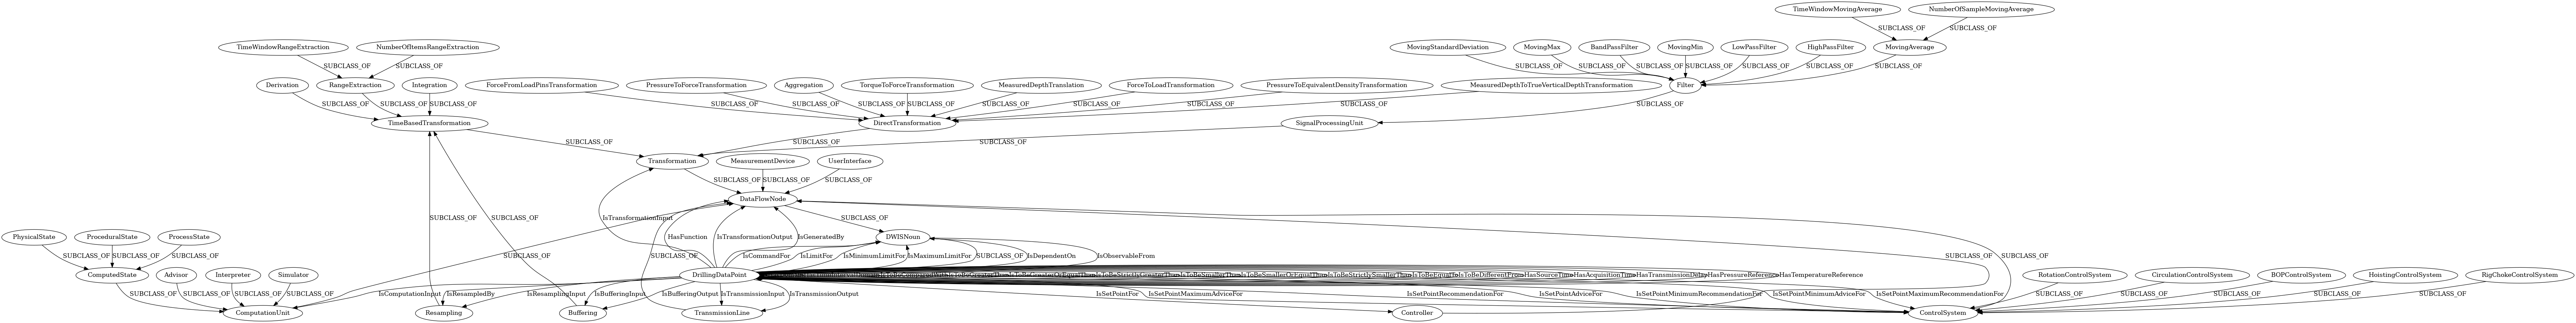 TimeWindowMovingAverage
NumberOfSampleMovingAverage
SUBCLASS_OF
SUBCLASS_OF
TimeWindowRangeExtraction
NumberOfItemsRangeExtraction
MovingStandardDeviation
MovingMax
BandPassFilter
MovingMin
LowPassFilter
HighPassFilter
MovingAverage
SUBCLASS_OF
SUBCLASS_OF
SUBCLASS_OF
SUBCLASS_OF
SUBCLASS_OF
SUBCLASS_OF
SUBCLASS_OF
SUBCLASS_OF
SUBCLASS_OF
Derivation
RangeExtraction
Integration
ForceFromLoadPinsTransformation
PressureToForceTransformation
Aggregation
TorqueToForceTransformation
MeasuredDepthTranslation
ForceToLoadTransformation
PressureToEquivalentDensityTransformation
MeasuredDepthToTrueVerticalDepthTransformation
Filter
SUBCLASS_OF
SUBCLASS_OF
SUBCLASS_OF
SUBCLASS_OF
SUBCLASS_OF
SUBCLASS_OF
SUBCLASS_OF
SUBCLASS_OF
SUBCLASS_OF
SUBCLASS_OF
SUBCLASS_OF
SUBCLASS_OF
TimeBasedTransformation
DirectTransformation
SignalProcessingUnit
SUBCLASS_OF
SUBCLASS_OF
SUBCLASS_OF
Transformation
MeasurementDevice
UserInterface
SUBCLASS_OF
SUBCLASS_OF
SUBCLASS_OF
DataFlowNode
SUBCLASS_OF
SUBCLASS_OF
IsTransformationInput
SUBCLASS_OF
PhysicalState
ProceduralState
ProcessState
HasFunction
IsTransformationOutput
IsGeneratedBy
DWISNoun
SUBCLASS_OF
SUBCLASS_OF
SUBCLASS_OF
SUBCLASS_OF
SUBCLASS_OF
IsCommandFor
IsLimitFor
IsMinimumLimitFor
IsMaximumLimitFor
SUBCLASS_OF
IsDependentOn
IsObservableFrom
SUBCLASS_OF
SUBCLASS_OF
ComputedState
Advisor
Interpreter
Simulator
DrillingDataPoint
IsToBeDifferentFrom
HasSourceTime
HasAcquisitionTime
HasTransmissionDelay
HasPressureReference
HasTemperatureReference
RotationControlSystem
CirculationControlSystem
BOPControlSystem
HoistingControlSystem
RigChokeControlSystem
SUBCLASS_OF
SUBCLASS_OF
SUBCLASS_OF
SUBCLASS_OF
IsComputationInput
IsResampledBy
IsResamplingInput
IsBufferingInput
IsBufferingOutput
IsTransmissionInput
IsTransmissionOutput
IsSetPointFor
IsSetPointMaximumAdviceFor
IsSetPointRecommendationFor
IsSetPointAdviceFor
IsSetPointMinimumRecommendationFor
IsSetPointMinimumAdviceFor
IsSetPointMaximumRecommendationFor
SUBCLASS_OF
SUBCLASS_OF
SUBCLASS_OF
SUBCLASS_OF
SUBCLASS_OF
ComputationUnit
Resampling
Buffering
TransmissionLine
Controller
ControlSystem